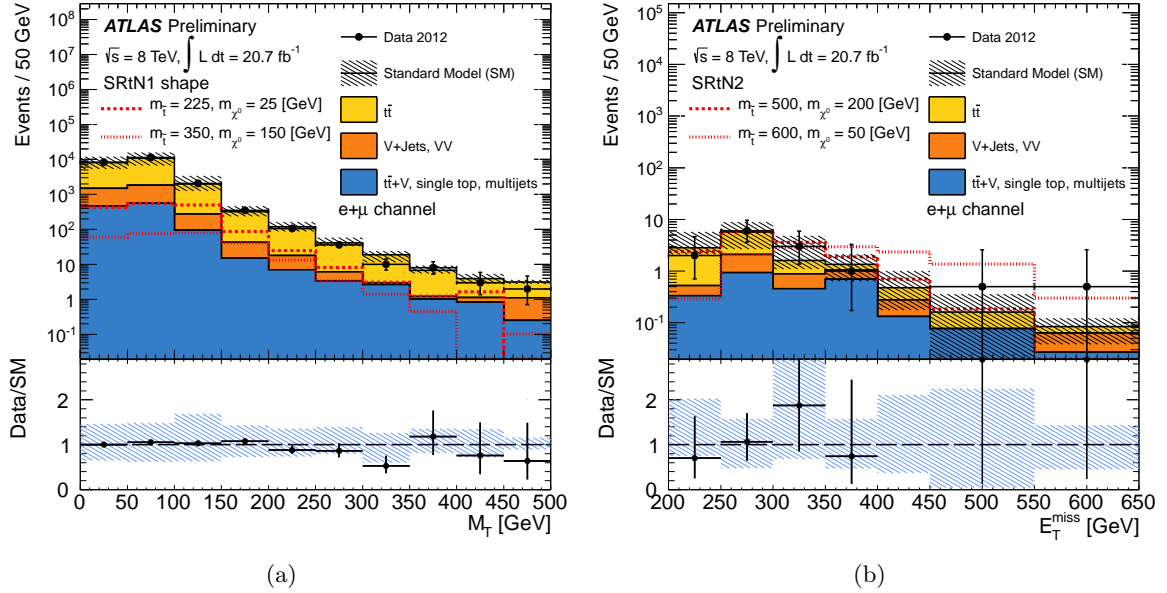 ATLAS Preliminary
√s = 8 TeV, ∫ L dt = 20.7 fb⁻¹
SRtN1 shape
m_t̃ = 225, m_χ⁰ = 25 [GeV]
m_t̃ = 350, m_χ⁰ = 150 [GeV]
Data 2012
Standard Model (SM)
tt̄
V+Jets, VV
tt̄+V, single top, multijets
e+μ channel
Events / 50 GeV
10⁸
10⁷
10⁶
10⁵
10⁴
10³
10²
10
1
10⁻¹
Data/SM
2
1
0
0 50 100 150 200 250 300 350 400 450 500
M_T [GeV]
(a)
ATLAS Preliminary
√s = 8 TeV, ∫ L dt = 20.7 fb⁻¹
SRtN2
m_t̃ = 500, m_χ⁰ = 200 [GeV]
m_t̃ = 600, m_χ⁰ = 50 [GeV]
Data 2012
Standard Model (SM)
tt̄
V+Jets, VV
tt̄+V, single top, multijets
e+μ channel
Events / 50 GeV
10⁵
10⁴
10³
10²
10
1
10⁻¹
Data/SM
2
1
0
200 250 300 350 400 450 500 550 600 650
E_T^miss [GeV]
(b)